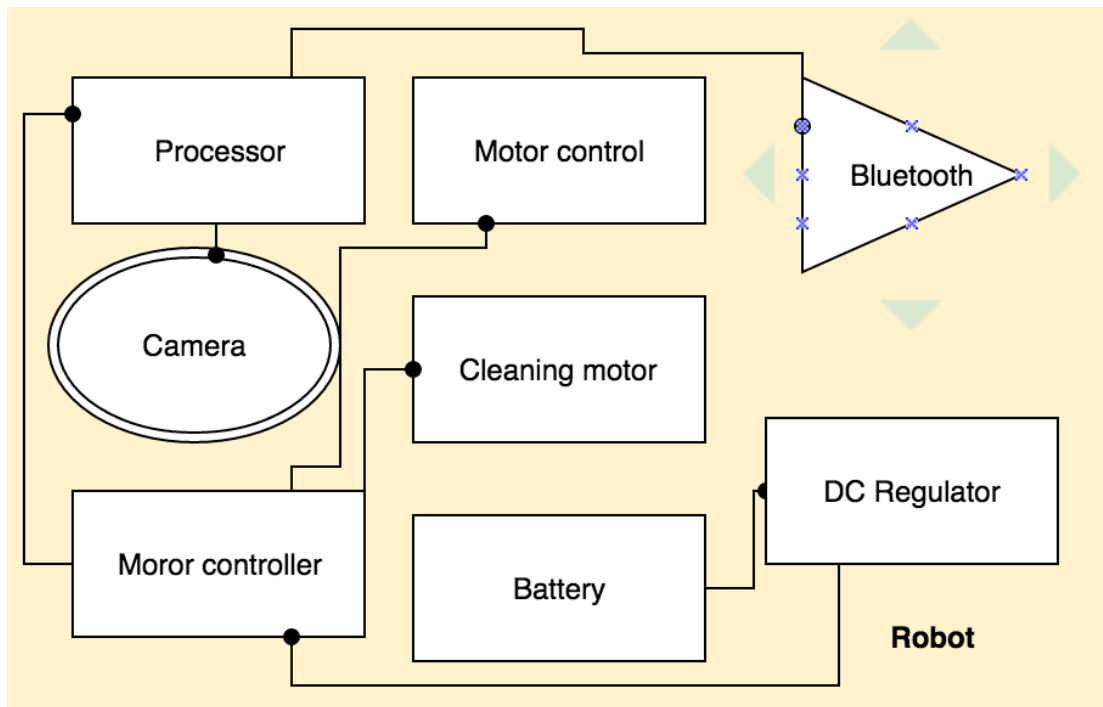 Processor
Motor control
Bluetooth
Camera
Cleaning motor
DC Regulator
Moror controller
Battery
Robot